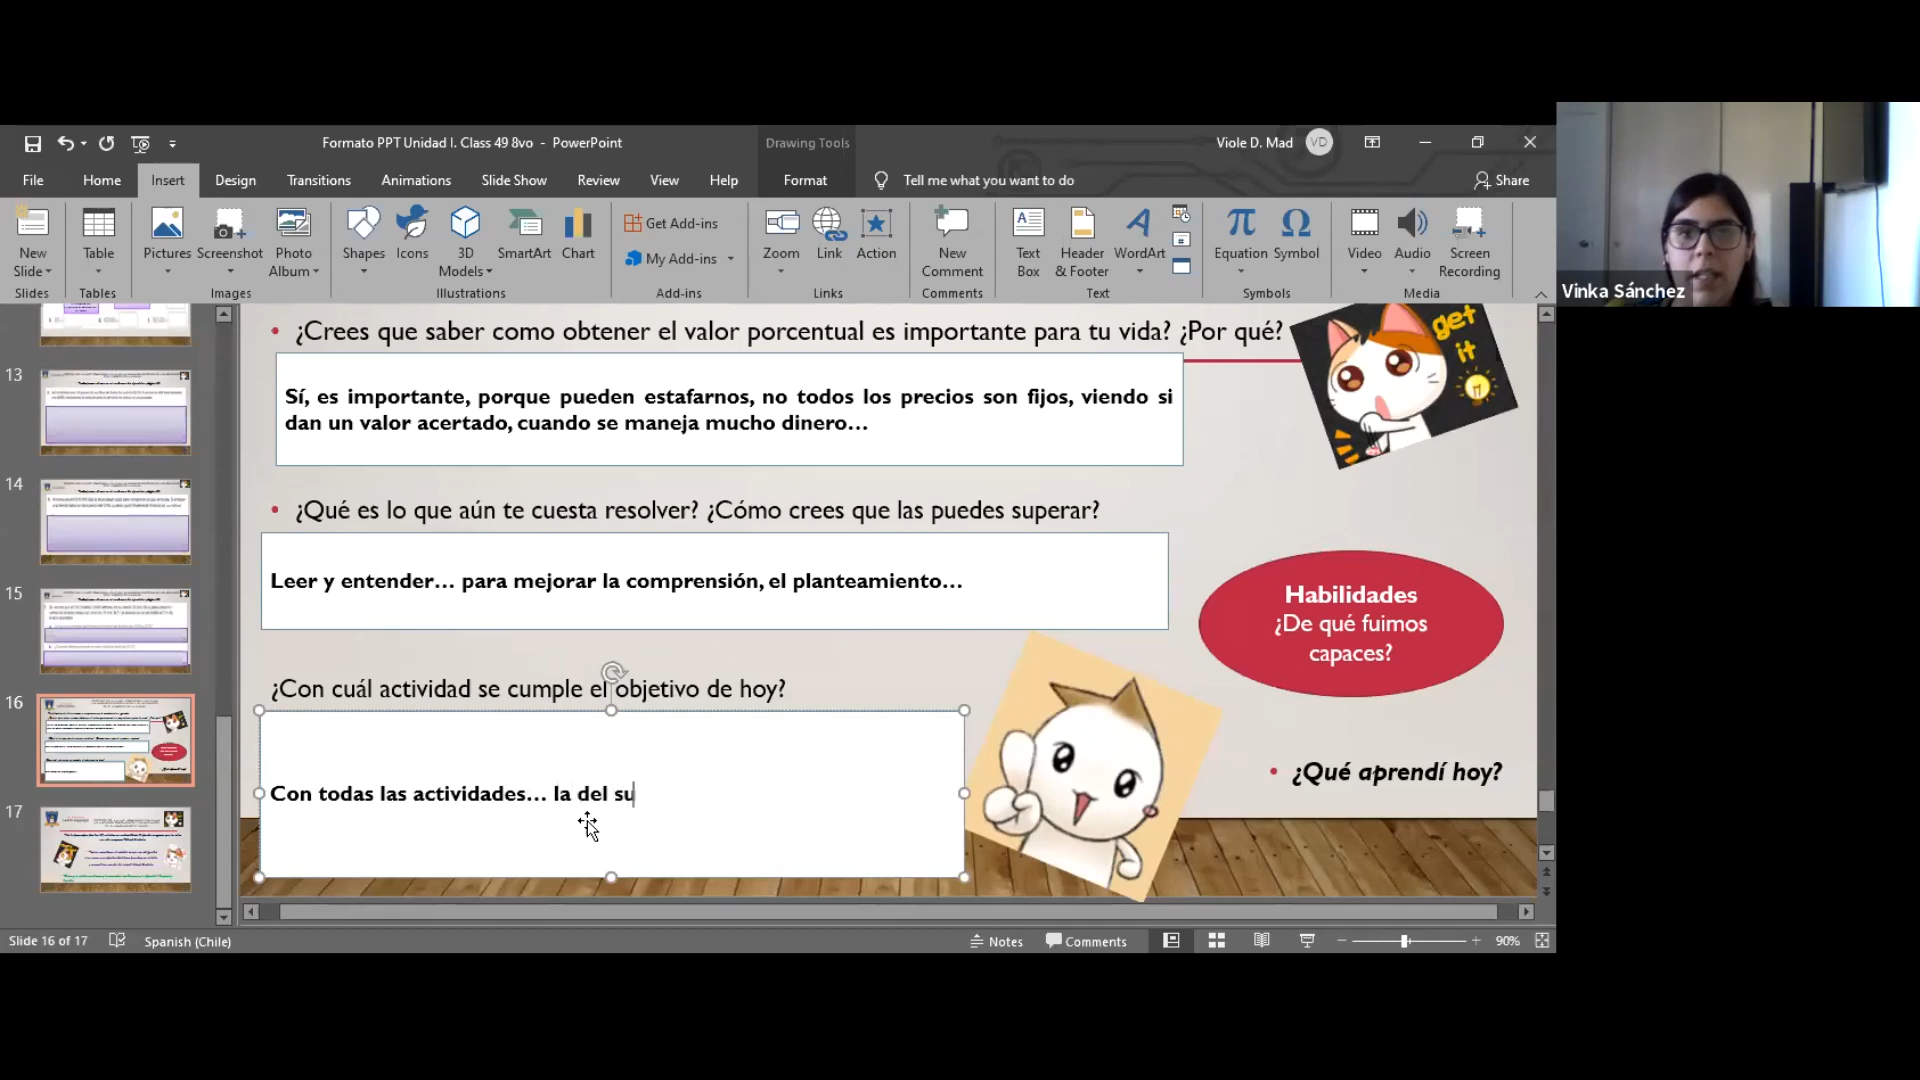 Formato PPT Unidad I. Class 49 8vo - PowerPoint
Drawing Tools
Viole D. Mad
VD
File
Home
Insert
Design
Transitions
Animations
Slide Show
Review
View
Help
Format
Tell me what you want to do
Share
New
Slide
Table
Pictures
Screenshot
Photo
Album
Shapes
Icons
3D
Models
SmartArt
Chart
Get Add-ins
My Add-ins
Zoom
Link
Action
New
Comment
Text
Box
Header
& Footer
WordArt
Equation
Symbol
Video
Audio
Screen
Recording
Slides
Tables
Images
Illustrations
Add-ins
Links
Comments
Text
Symbols
Media
Vinka Sánchez
13
14
15
16
17
• ¿Crees que saber como obtener el valor porcentual es importante para tu vida? ¿Por qué?
get
it
Sí, es importante, porque pueden estafarnos, no todos los precios son fijos, viendo si
dan un valor acertado, cuando se maneja mucho dinero...
• ¿Qué es lo que aún te cuesta resolver? ¿Cómo crees que las puedes superar?
Leer y entender... para mejorar la comprensión, el planteamiento...
Habilidades
¿De qué fuimos
capaces?
¿Con cuál actividad se cumple el objetivo de hoy?
Con todas las actividades... la del su
• ¿Qué aprendí hoy?
Slide 16 of 17
Spanish (Chile)
Notes
Comments
90%